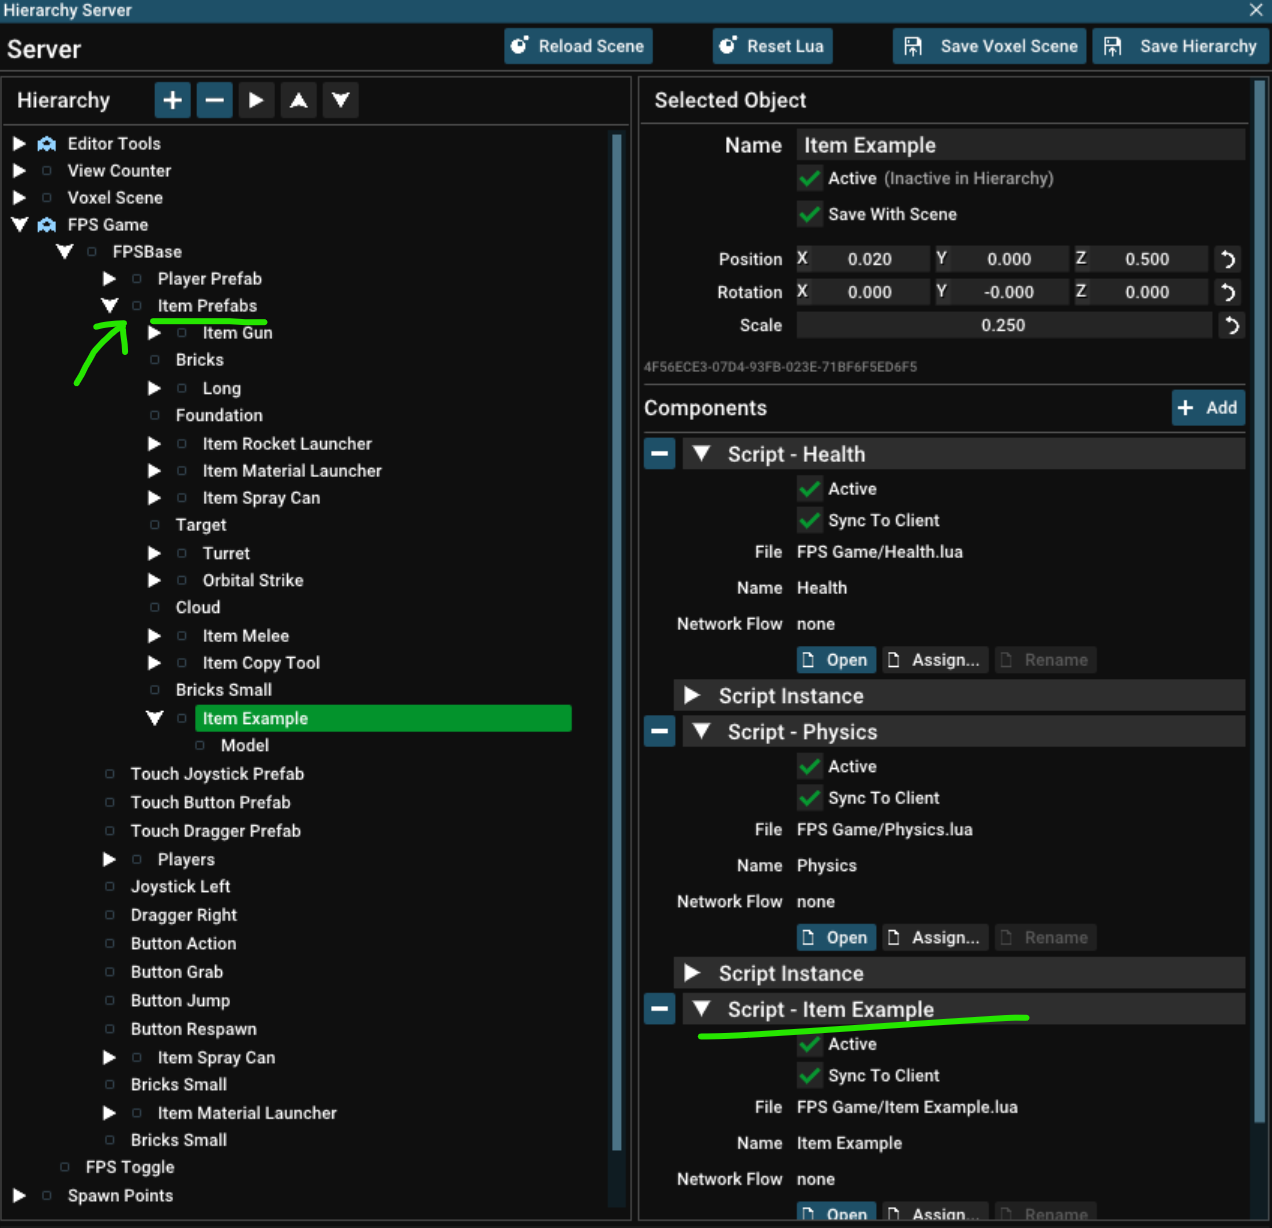 Hierarchy Server
Server
Reload Scene
Reset Lua
Save Voxel Scene
Save Hierarchy
Hierarchy
Editor Tools
View Counter
Voxel Scene
FPS Game
FPSBase
Player Prefab
Item Prefabs
Item Gun
Bricks
Long
Foundation
Item Rocket Launcher
Item Material Launcher
Item Spray Can
Target
Turret
Orbital Strike
Cloud
Item Melee
Item Copy Tool
Bricks Small
Item Example
Model
Touch Joystick Prefab
Touch Button Prefab
Touch Dragger Prefab
Players
Joystick Left
Dragger Right
Button Action
Button Grab
Button Jump
Button Respawn
Item Spray Can
Bricks Small
Item Material Launcher
Bricks Small
FPS Toggle
Spawn Points
Selected Object
Name Item Example
Active (Inactive in Hierarchy)
Save With Scene
Position X 0.020 Y 0.000 Z 0.500
Rotation X 0.000 Y -0.000 Z 0.000
Scale 0.250
4F56ECE3-07D4-93FB-023E-71BF6F5ED6F5
Components + Add
Script - Health
Active
Sync To Client
File FPS Game/Health.lua
Name Health
Network Flow none
Open Assign... Rename
Script Instance
Script - Physics
Active
Sync To Client
File FPS Game/Physics.lua
Name Physics
Network Flow none
Open Assign... Rename
Script Instance
Script - Item Example
Active
Sync To Client
File FPS Game/Item Example.lua
Name Item Example
Network Flow none
Open Assign... Rename